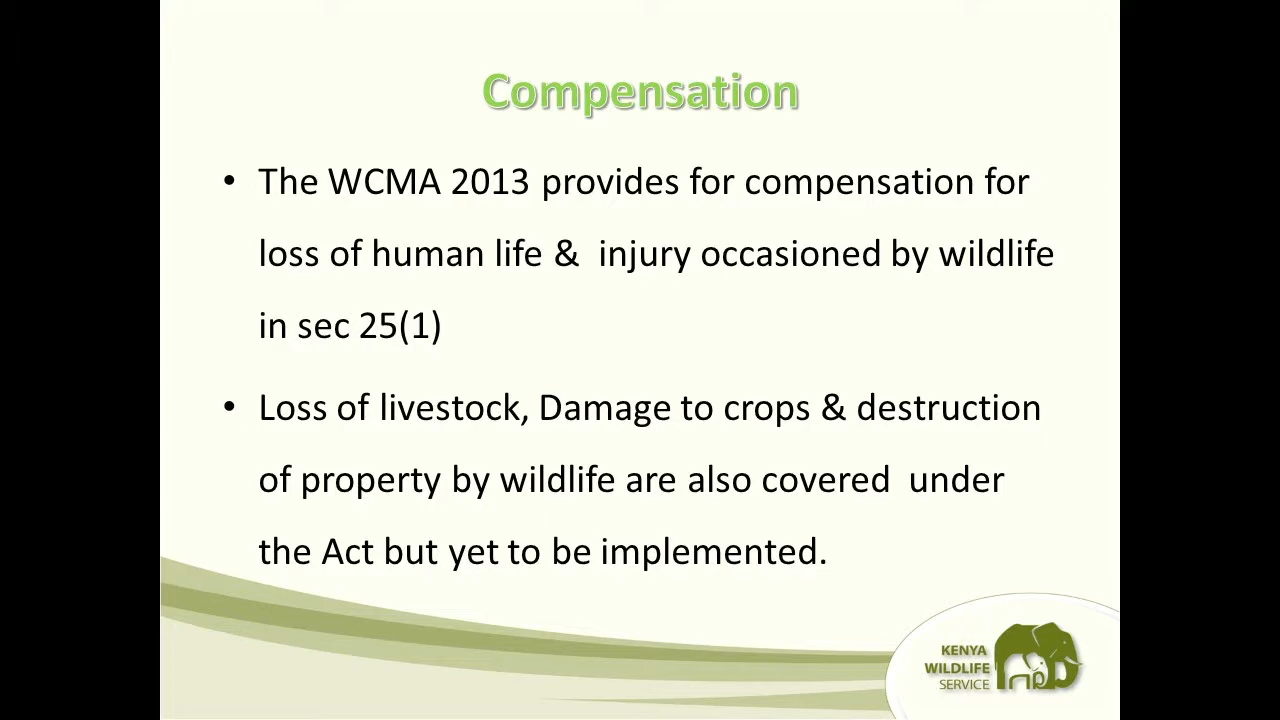 Compensation
• The WCMA 2013 provides for compensation for
loss of human life & injury occasioned by wildlife
in sec 25(1)
• Loss of livestock, Damage to crops & destruction
of property by wildlife are also covered under
the Act but yet to be implemented.
KENYA
WILDLIFE
SERVICE